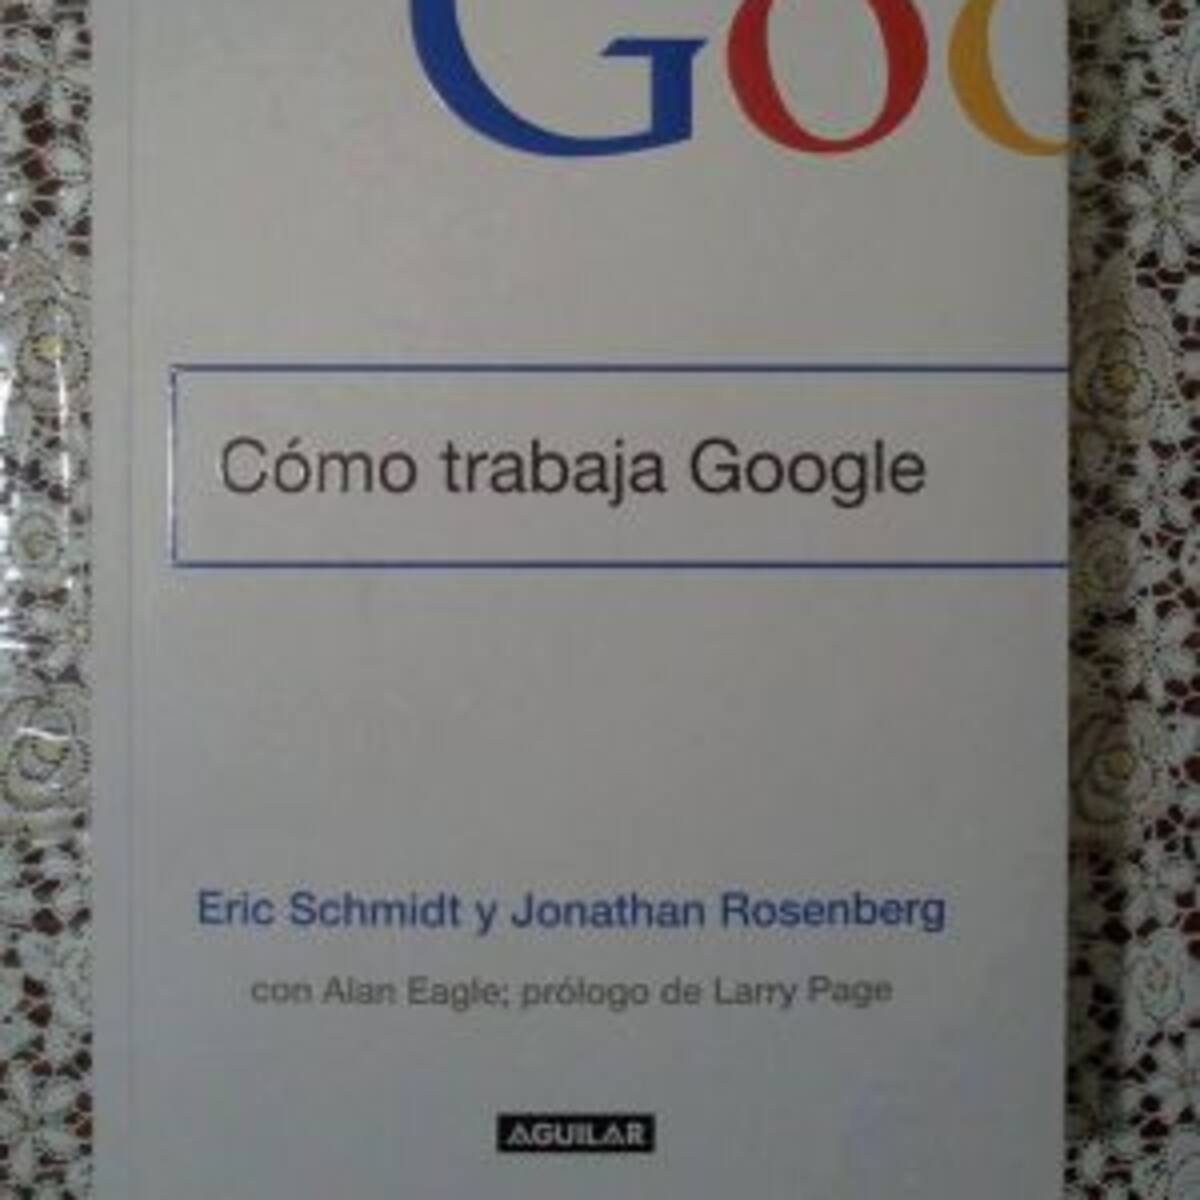 Goo
Cómo trabaja Google
Eric Schmidt y Jonathan Rosenberg
con Alan Eagle; prólogo de Larry Page
AGUILAR